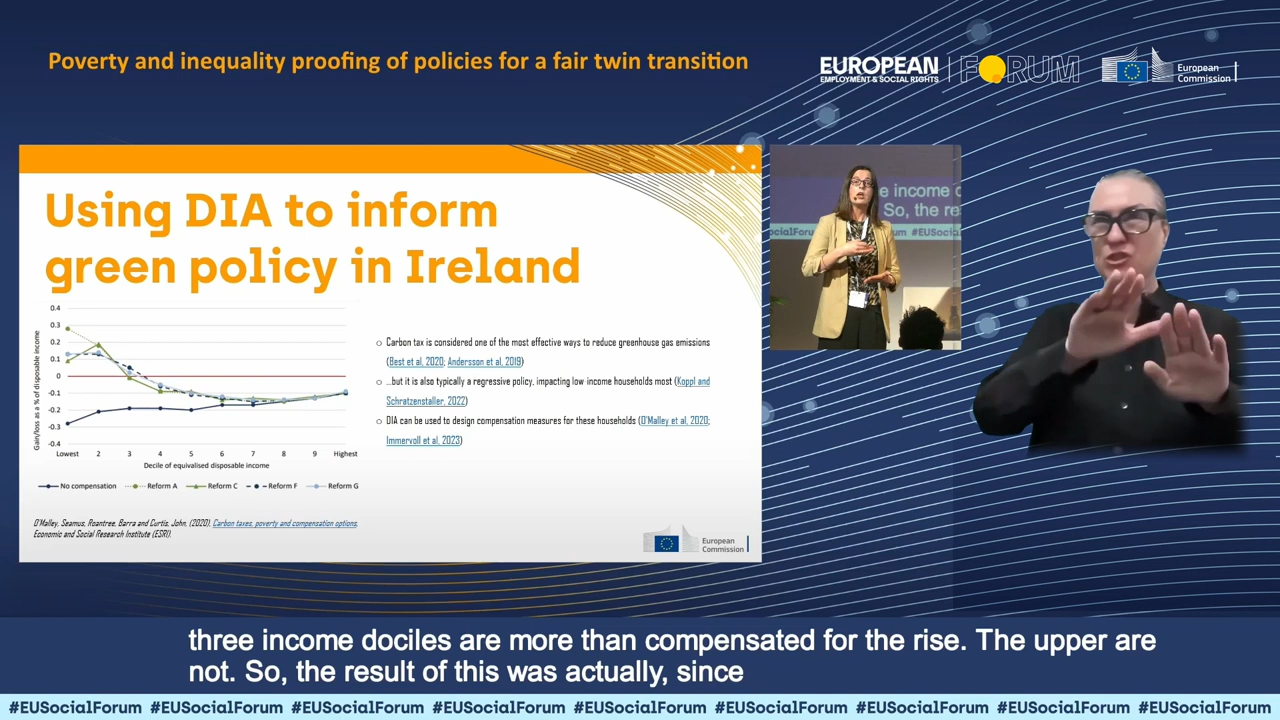 Poverty and inequality proofing of policies for a fair twin transition
EUROPEAN
EMPLOYMENT & SOCIAL RIGHTS
FORUM
European
Commission
Using DIA to inform
green policy in Ireland
0.4
0.3
0.2
0.1
0
-0.1
-0.2
-0.3
-0.4
Gain/loss as a % of disposable income
Lowest 2 3 4 5 6 7 8 9 Highest
Decile of equivalised disposable income
No compensation Reform A Reform C Reform F Reform G
O'Malley, Seamus, Roantree, Barra and Curtis, John, (2020). Carbon taxes, poverty and compensation options.
Economic and Social Research Institute (ESRI).
o Carbon tax is considered one of the most effective ways to reduce greenhouse gas emissions
(Best et al, 2020; Andersson et al, 2019)
o ...but it is also typically a regressive policy, impacting low-income households most (Koppl and
Schratzenstaller, 2022)
o DIA can be used to design compensation measures for these households (O'Malley et al, 2020;
Immervoll et al, 2023)
European
Commission
e income
So, the res
ocialForum #EUSocia
three income dociles are more than compensated for the rise. The upper are
not. So, the result of this was actually, since
#EUSocialForum #EUSocialForum #EUSocialForum #EUSocialForum #EUSocialForum #EUSocialForum #EUSocialForum #EUSocialForum #EUSocialForum